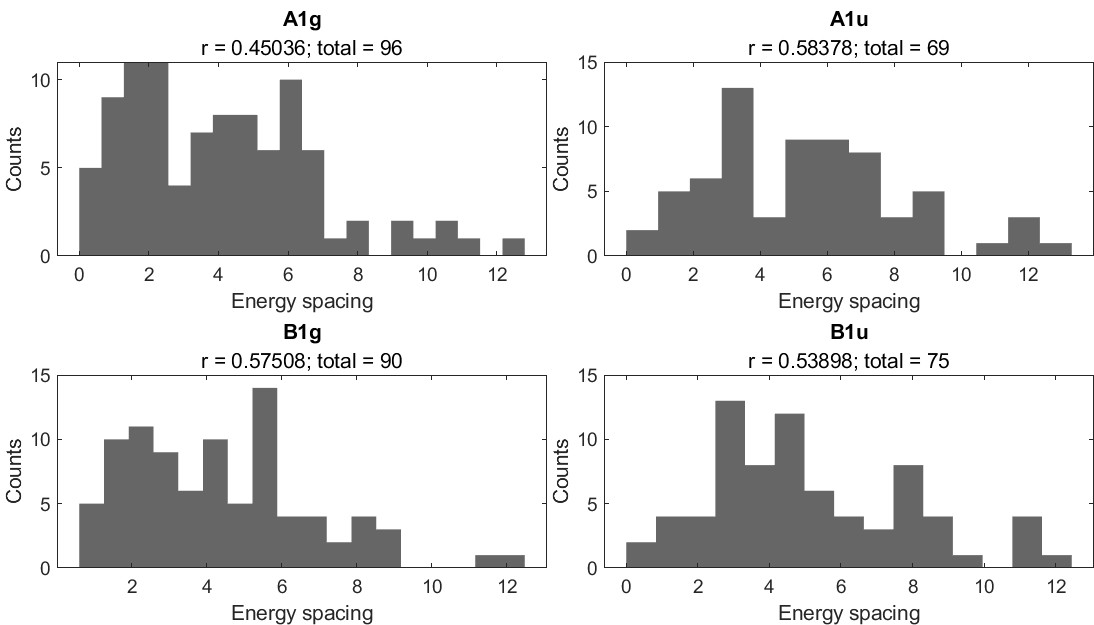 A1g
r = 0.45036; total = 96
10
5
0
Counts
0 2 4 6 8 10 12
Energy spacing
A1u
r = 0.58378; total = 69
15
10
5
0
Counts
0 2 4 6 8 10 12
Energy spacing
B1g
r = 0.57508; total = 90
15
10
5
0
Counts
2 4 6 8 10 12
Energy spacing
B1u
r = 0.53898; total = 75
15
10
5
0
Counts
0 2 4 6 8 10 12
Energy spacing